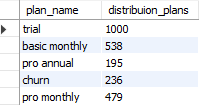 plan_name distribuion_plans
trial 1000
basic monthly 538
pro annual 195
churn 236
pro monthly 479